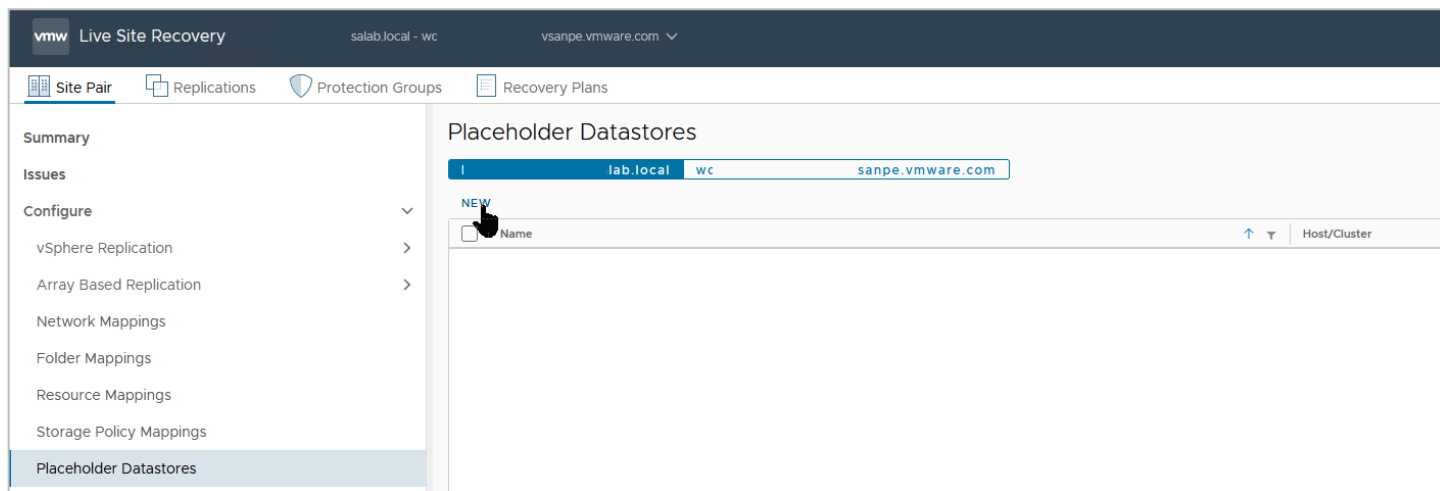 vmw Live Site Recovery salab.local - wc vsanpe.vmware.com
Site Pair Replications Protection Groups Recovery Plans
Summary
Issues
Configure
vSphere Replication
Array Based Replication
Network Mappings
Folder Mappings
Resource Mappings
Storage Policy Mappings
Placeholder Datastores
Placeholder Datastores
l lab.local wc sanpe.vmware.com
NEW
Name Host/Cluster